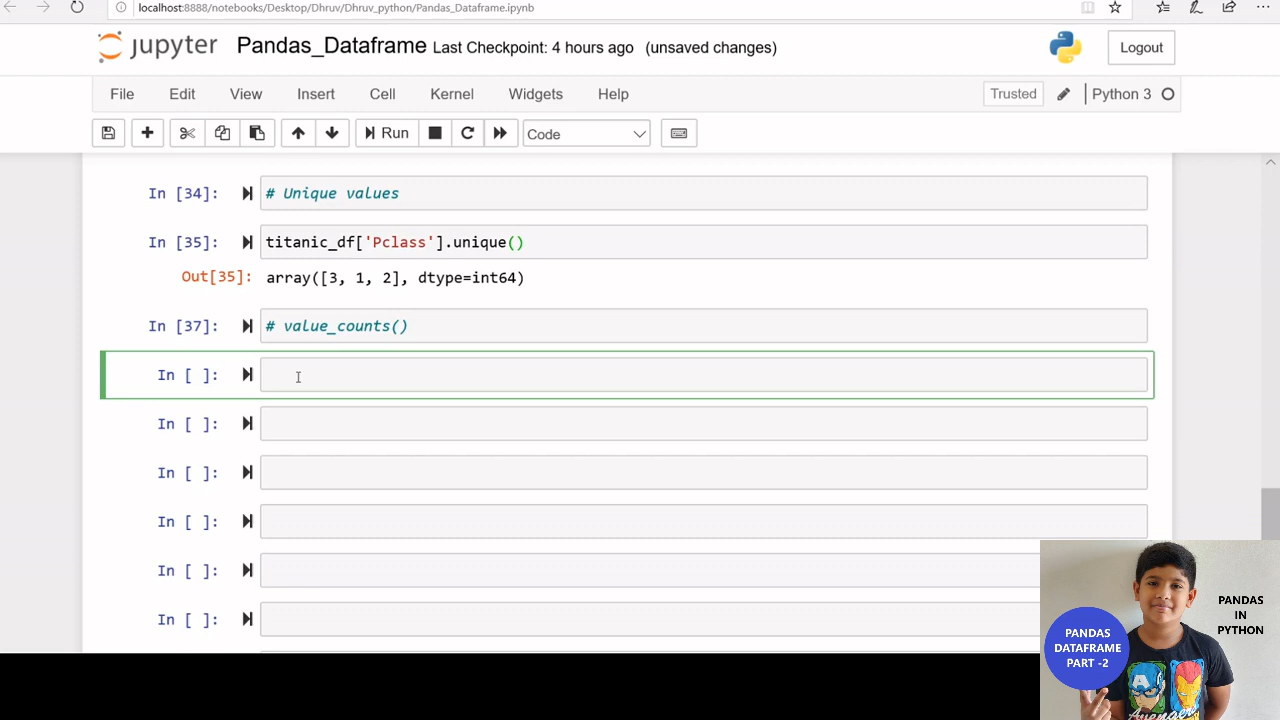 localhost:8888/notebooks/Desktop/Dhruv/Dhruv_python/Pandas_Dataframe.ipynb
jupyter Pandas_Dataframe Last Checkpoint: 4 hours ago (unsaved changes) Logout
File Edit View Insert Cell Kernel Widgets Help Trusted Python 3
Run Code
In [34]: # Unique values
In [35]: titanic_df['Pclass'].unique()
Out[35]: array([3, 1, 2], dtype=int64)
In [37]: # value_counts()
In [ ]:
In [ ]:
In [ ]:
In [ ]:
In [ ]:
In [ ]:
PANDAS
IN
PYTHON
PANDAS
DATAFRAME
PART -2